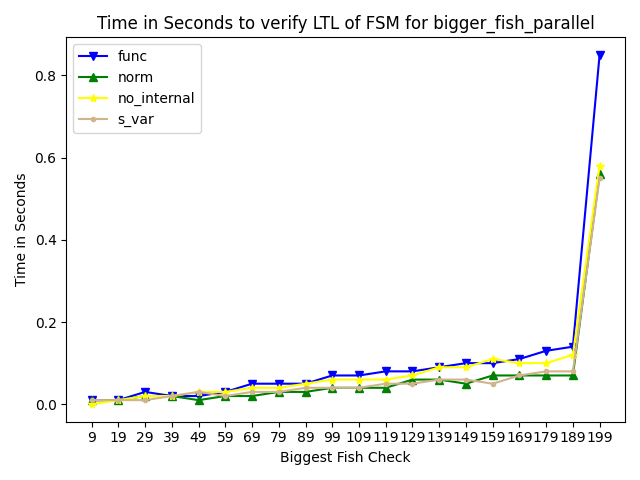 Time in Seconds to verify LTL of FSM for bigger_fish_parallel
func
norm
no_internal
s_var
0.8
0.6
0.4
0.2
0.0
Time in Seconds
9 19 29 39 49 59 69 79 89 99 109 119 129 139 149 159 169 179 189 199
Biggest Fish Check